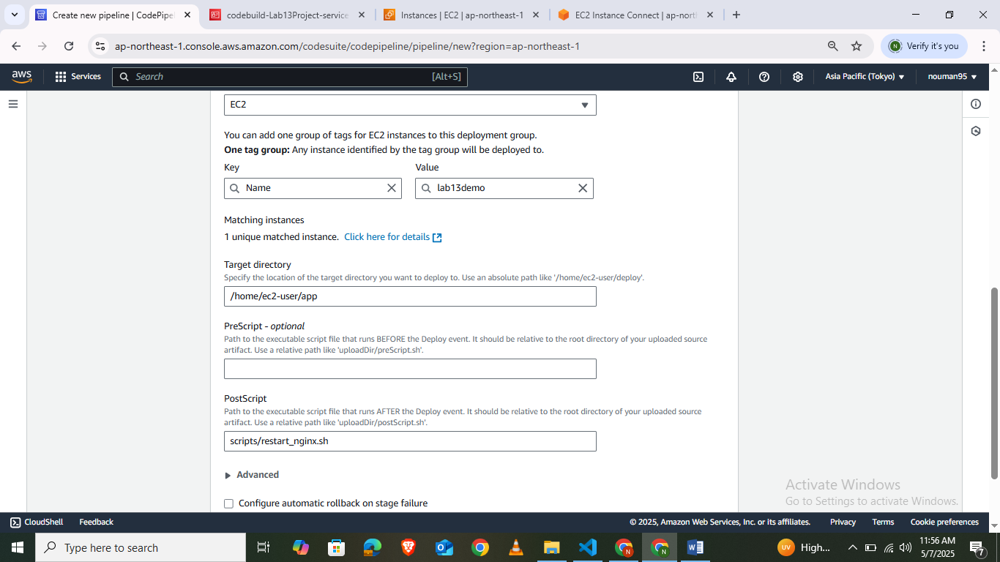 Create new pipeline | CodePipel
codebuild-Lab13Project-service
Instances | EC2 | ap-northeast-1
EC2 Instance Connect | ap-nort
ap-northeast-1.console.aws.amazon.com/codesuite/codepipeline/pipeline/new?region=ap-northeast-1
N
Verify it's you
aws
Services
Search
[Alt+S]
Asia Pacific (Tokyo)
nouman95
EC2
You can add one group of tags for EC2 instances to this deployment group.
One tag group: Any instance identified by the tag group will be deployed to.
Key
Value
Name
lab13demo
Matching instances
1 unique matched instance. Click here for details
Target directory
Specify the location of the target directory you want to deploy to. Use an absolute path like '/home/ec2-user/deploy'.
/home/ec2-user/app
PreScript - optional
Path to the executable script file that runs BEFORE the Deploy event. It should be relative to the root directory of your uploaded source
artifact. Use a relative path like 'uploadDir/preScript.sh'.
PostScript
Path to the executable script file that runs AFTER the Deploy event. It should be relative to the root directory of your uploaded source
artifact. Use a relative path like 'uploadDir/postScript.sh'.
scripts/restart_nginx.sh
Advanced
Configure automatic rollback on stage failure
Activate Windows
Go to Settings to activate Windows.
CloudShell
Feedback
© 2025, Amazon Web Services, Inc. or its affiliates.
Privacy
Terms
Cookie preferences
Type here to search
UV
High...
11:56 AM
5/7/2025
7